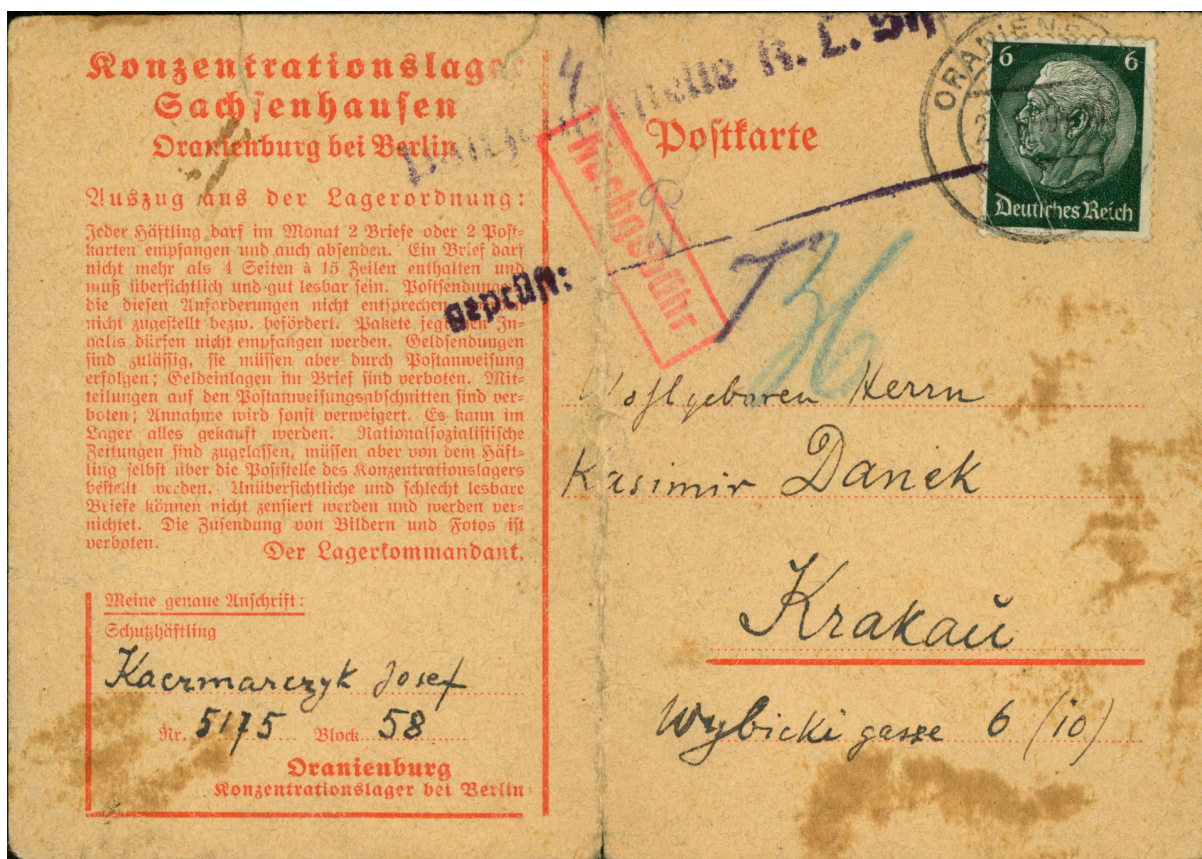 Konzentrationslager
Sachsenhausen
Oranienburg bei Berlin
Auszug aus der Lagerordnung:
Jeder Häftling darf im Monat 2 Briefe oder 2 Post-
karten empfangen und auch absenden. Ein Brief darf
nicht mehr als 4 Seiten à 15 Zeilen enthalten und
muß übersichtlich und gut lesbar sein. Postsendungen
die diesen Anforderungen nicht entsprechen
nicht zugestellt bezw. befördert. Pakete jeglichen In-
halts dürfen nicht empfangen werden. Geldsendungen
sind zulässig, sie müssen aber durch Postanweisung
erfolgen; Geldeinlagen im Brief sind verboten. Mit-
teilungen auf den Postanweisungsabschnitten sind ver-
boten; Annahme wird sonst verweigert. Es kann im
Lager alles gekauft werden. Nationalsozialistische
Zeitungen sind zugelassen, müssen aber von dem Häft-
ling selbst über die Poststelle des Konzentrationslagers
bestellt werden. Unübersichtliche und schlecht lesbare
Briefe können nicht zensiert werden und werden ver-
nichtet. Die Zusendung von Bildern und Fotos ist
verboten.
Der Lagerkommandant.
Meine genaue Anschrift:
Schutzhäftling
Kaczmarczyk Josef
Nr. 5175 Block 58
Oranienburg
Konzentrationslager bei Berlin
4
K. L. Sh
geprüft:
Nachgebühr
T
36
Postkarte
6 6
Deutsches Reich
Wohlgeboren Herrn
Kasimir Danek
Krakaŭ
Wybicki gasse 6 (10)